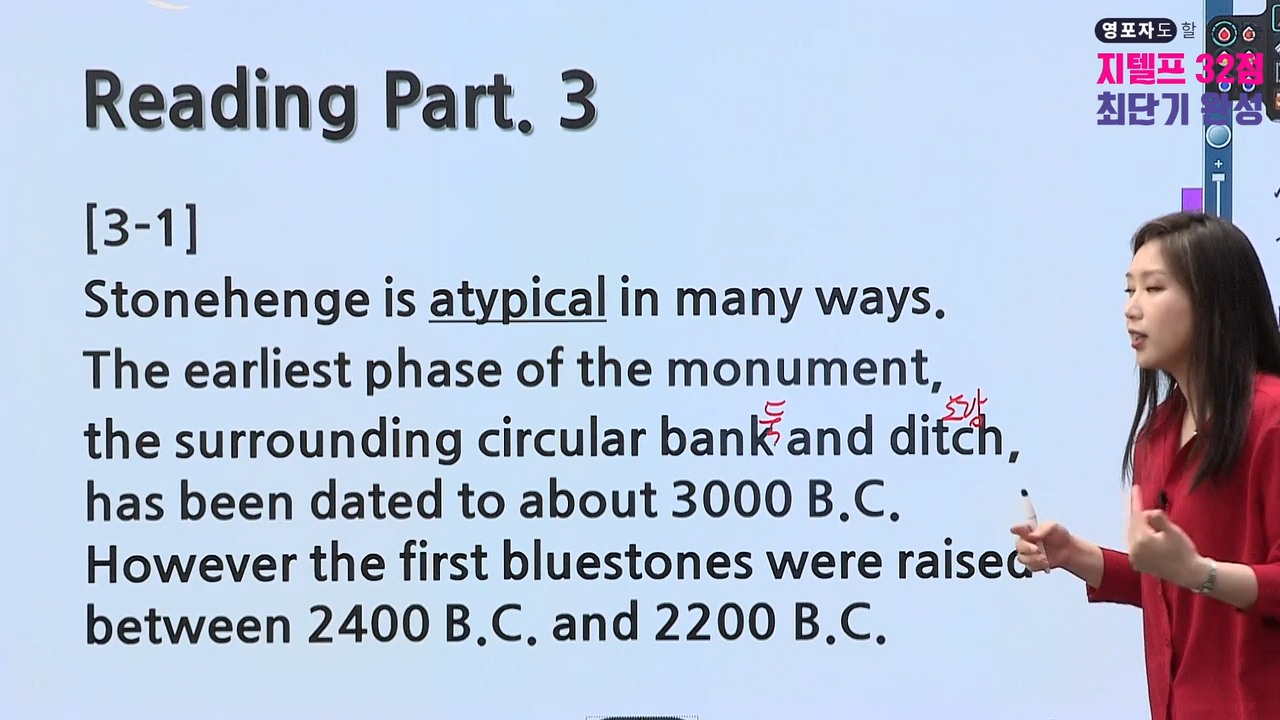 영포자도 할
지텔프 32점
최단기 완성
Reading Part. 3
[3-1]
Stonehenge is atypical in many ways.
The earliest phase of the monument,
둑 도랑
the surrounding circular bank and ditch,
has been dated to about 3000 B.C.
However the first bluestones were raised
between 2400 B.C. and 2200 B.C.